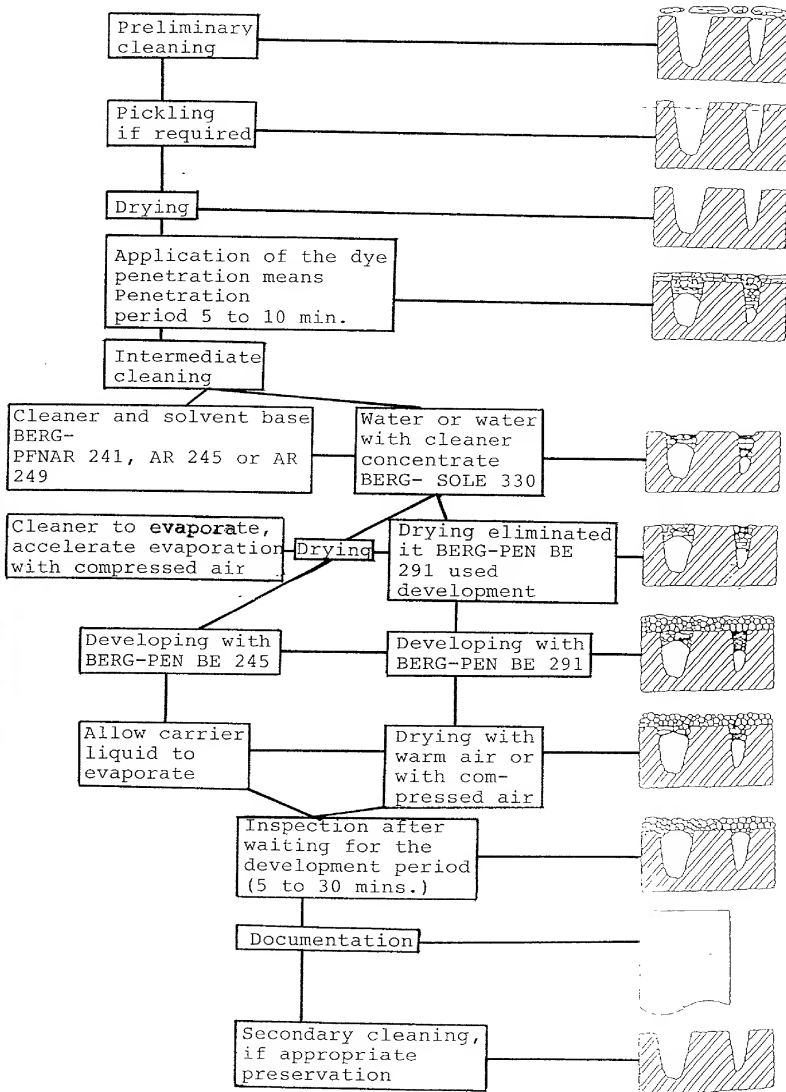 Preliminary
cleaning
Pickling
if required
Drying
Application of the dye
penetration means
Penetration
period 5 to 10 min.
Intermediate
cleaning
Cleaner and solvent base
BERG-
PFNAR 241, AR 245 or AR
249
Water or water
with cleaner
concentrate
BERG- SOLE 330
Cleaner to evaporate,
accelerate evaporation
with compressed air
Drying
Drying eliminated
it BERG-PEN BE
291 used
development
Developing with
BERG-PEN BE 245
Developing with
BERG-PEN BE 291
Allow carrier
liquid to
evaporate
Drying with
warm air or
with com-
pressed air
Inspection after
waiting for the
development period
(5 to 30 mins.)
Documentation
Secondary cleaning,
if appropriate
preservation